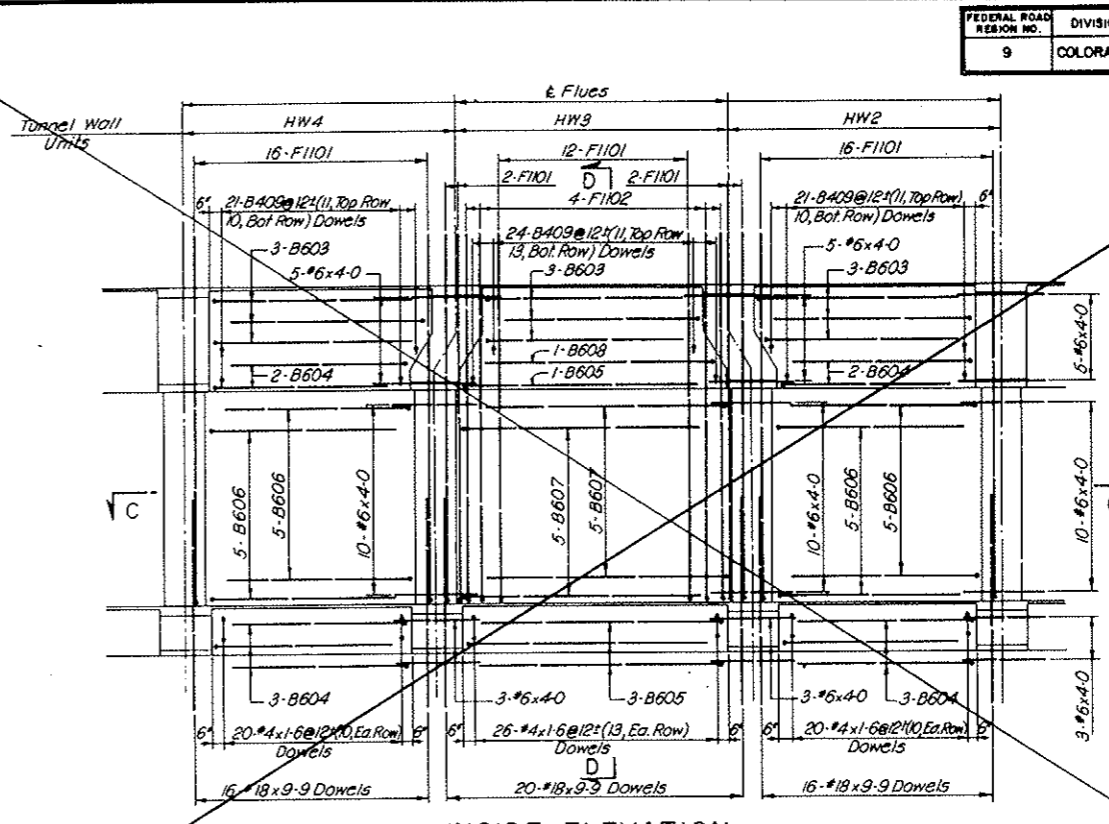 FEDERAL ROAD REGION NO.
9
COLORA
℄ Flues
Tunnel Wall Units
HW4
HW3
HW2
16-F1101
12-F1101
16-F1101
2-F1101
D
2-F1101
4-F1102
6"
21-B409@12±(11, Top Row
10, Bot. Row) Dowels
21-B409@12±(11, Top Row
10, Bot. Row) Dowels
6"
24-B409@12±(11, Top Row
13, Bot. Row) Dowels
3-B603
5-#6x4-0
3-B603
5-#6x4-0
3-B603
1-B608
1-B605
2-B604
2-B604
5-#6x4-0
5-B606
5-B606
10-#6x4-0
5-B607
5-B607
10-#6x4-0
5-B606
5-B606
10-#6x4-0
C
3-B604
3-#6x4-0
3-B605
3-#6x4-0
3-B604
3-#6x4-0
6"
20-#4x1-6@12±(10, Ea. Row)
Dowels
6"
6"
26-#4x1-6@12±(13, Ea. Row)
Dowels
6"
6"
20-#4x1-6@12±(10, Ea. Row)
Dowels
6"
D
16-#18x9-9 Dowels
20-#18x9-9 Dowels
16-#18x9-9 Dowels